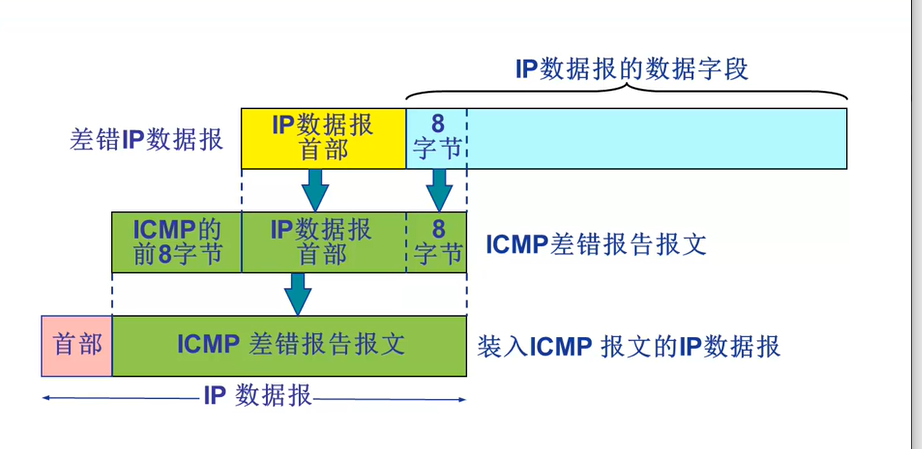 IP数据报的数据字段
差错IP数据报
IP数据报
首部
8
字节
ICMP的
前8字节
IP数据报
首部
8
字节
ICMP差错报告报文
首部
ICMP 差错报告报文
装入ICMP 报文的IP数据报
IP 数据报